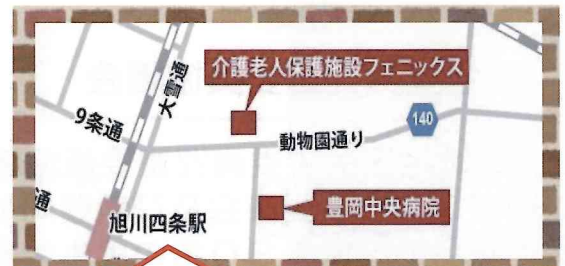 介護老人保護施設フェニックス
大雪通
9条通
140
動物園通り
通
豊岡中央病院
旭川四条駅